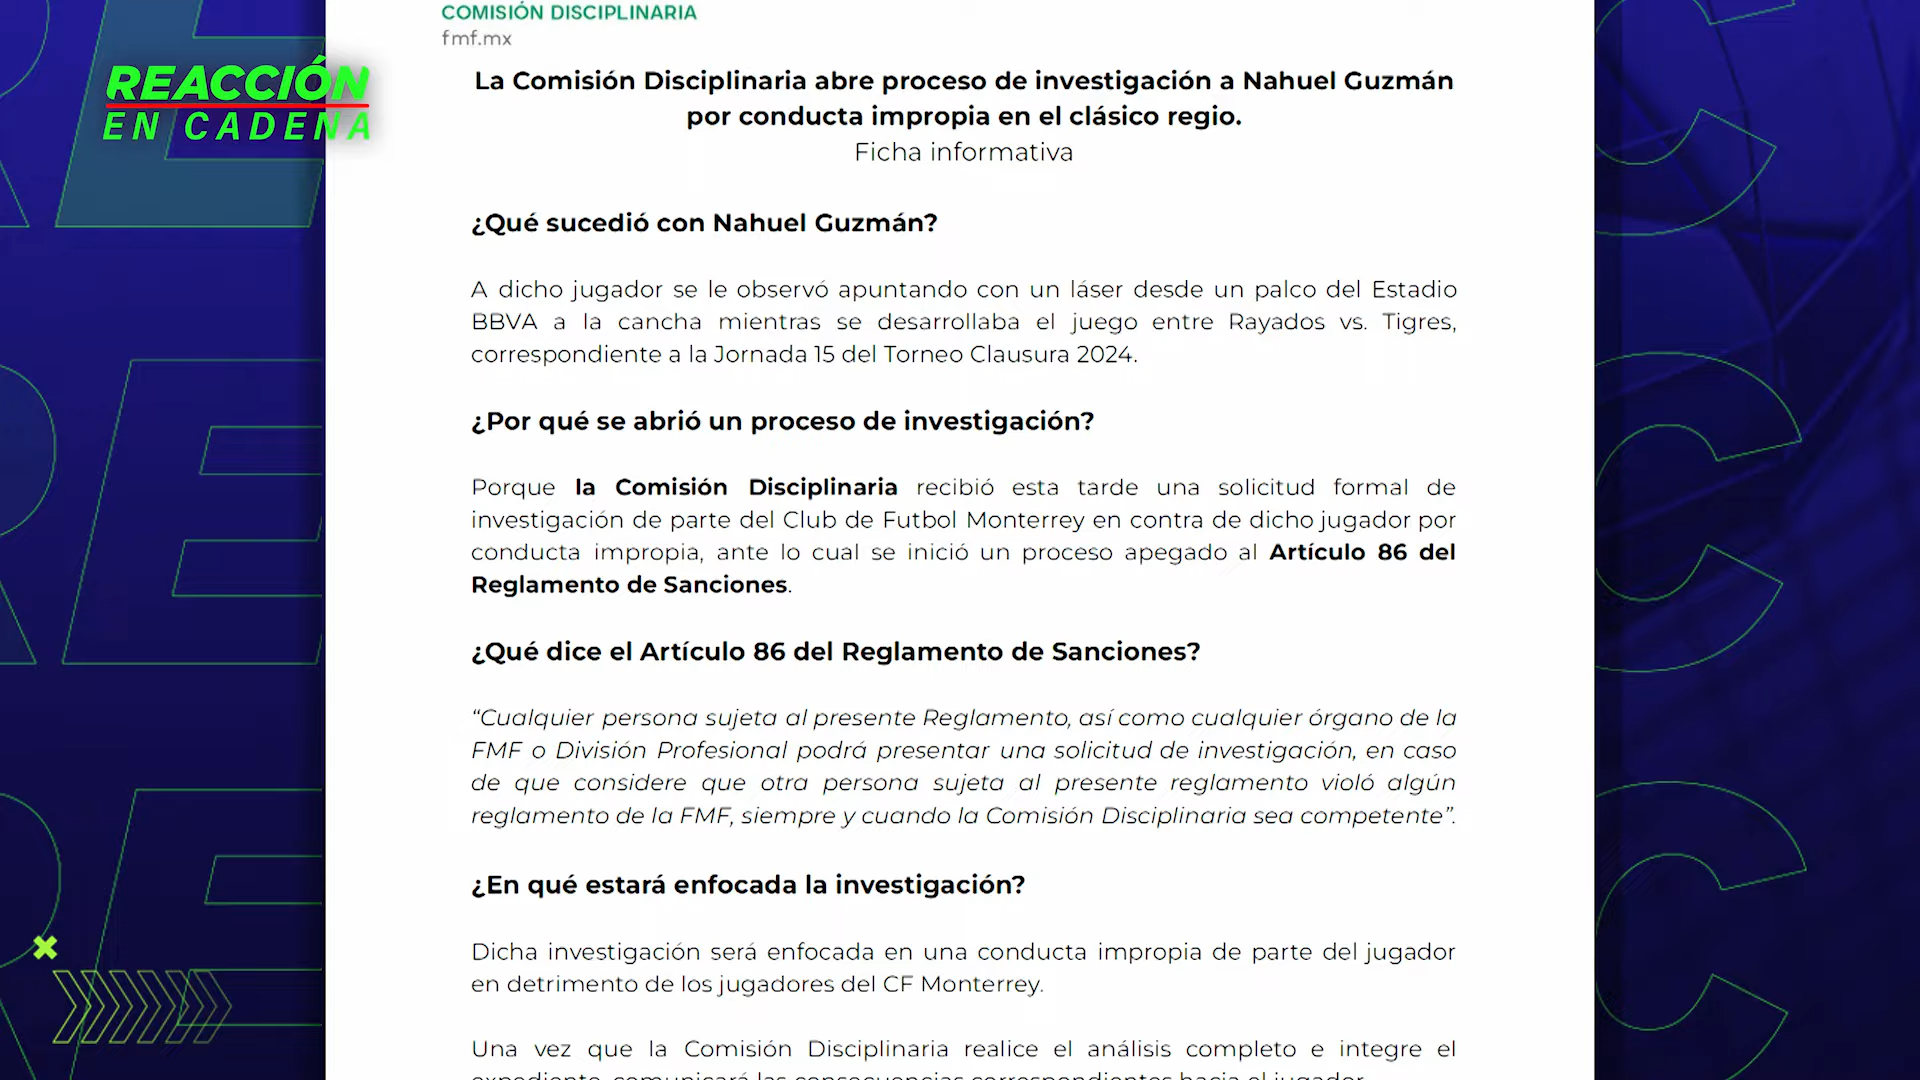 COMISIÓN DISCIPLINARIA
fmf.mx
REACCIÓN
EN CADENA
La Comisión Disciplinaria abre proceso de investigación a Nahuel Guzmán
por conducta impropia en el clásico regio.
Ficha informativa
¿Qué sucedió con Nahuel Guzmán?
A dicho jugador se le observó apuntando con un láser desde un palco del Estadio
BBVA a la cancha mientras se desarrollaba el juego entre Rayados vs. Tigres,
correspondiente a la Jornada 15 del Torneo Clausura 2024.
¿Por qué se abrió un proceso de investigación?
Porque la Comisión Disciplinaria recibió esta tarde una solicitud formal de
investigación de parte del Club de Futbol Monterrey en contra de dicho jugador por
conducta impropia, ante lo cual se inició un proceso apegado al Artículo 86 del
Reglamento de Sanciones.
¿Qué dice el Artículo 86 del Reglamento de Sanciones?
“Cualquier persona sujeta al presente Reglamento, así como cualquier órgano de la
FMF o División Profesional podrá presentar una solicitud de investigación, en caso
de que considere que otra persona sujeta al presente reglamento violó algún
reglamento de la FMF, siempre y cuando la Comisión Disciplinaria sea competente”.
¿En qué estará enfocada la investigación?
Dicha investigación será enfocada en una conducta impropia de parte del jugador
en detrimento de los jugadores del CF Monterrey.
Una vez que la Comisión Disciplinaria realice el análisis completo e integre el
expediente, comunicará las consecuencias correspondientes hacia el jugador.